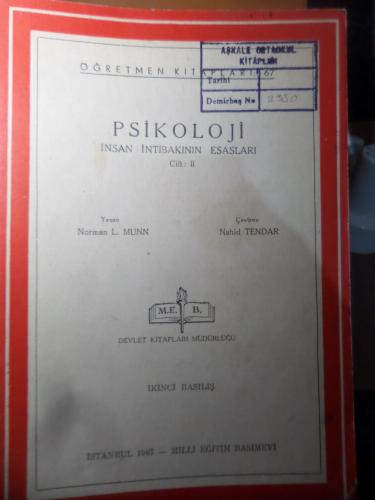 AŞKALE ORTAOKUL
KİTAPLIĞI
ÖĞRETMEN KİTAPLARI: 67
Tarihi
Demirbaş No 2380
PSİKOLOJİ
İNSAN İNTİBAKININ ESASLARI
Cilt: II
Yazan
Norman L. MUNN
Çeviren
Nahid TENDAR
M.E. B.
DEVLET KİTAPLARI MÜDÜRLÜĞÜ
İKİNCİ BASILIŞ
İSTANBUL 1967 — MİLLÎ EĞİTİM BASIMEVİ